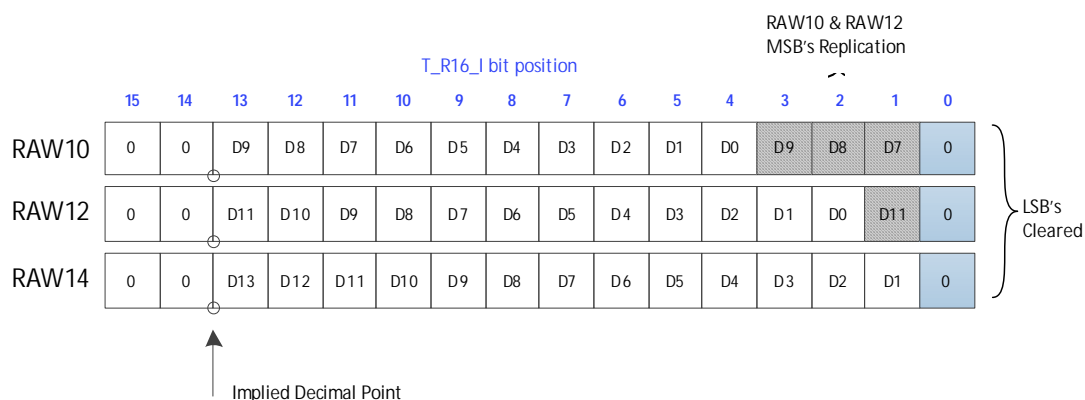 RAW10 & RAW12
MSB's Replication
T_R16_I bit position
15 14 13 12 11 10 9 8 7 6 5 4 3 2 1 0
RAW10 0 0 D9 D8 D7 D6 D5 D4 D3 D2 D1 D0 D9 D8 D7 0
RAW12 0 0 D11 D10 D9 D8 D7 D6 D5 D4 D3 D2 D1 D0 D11 0
RAW14 0 0 D13 D12 D11 D10 D9 D8 D7 D6 D5 D4 D3 D2 D1 0
LSB's
Cleared
Implied Decimal Point